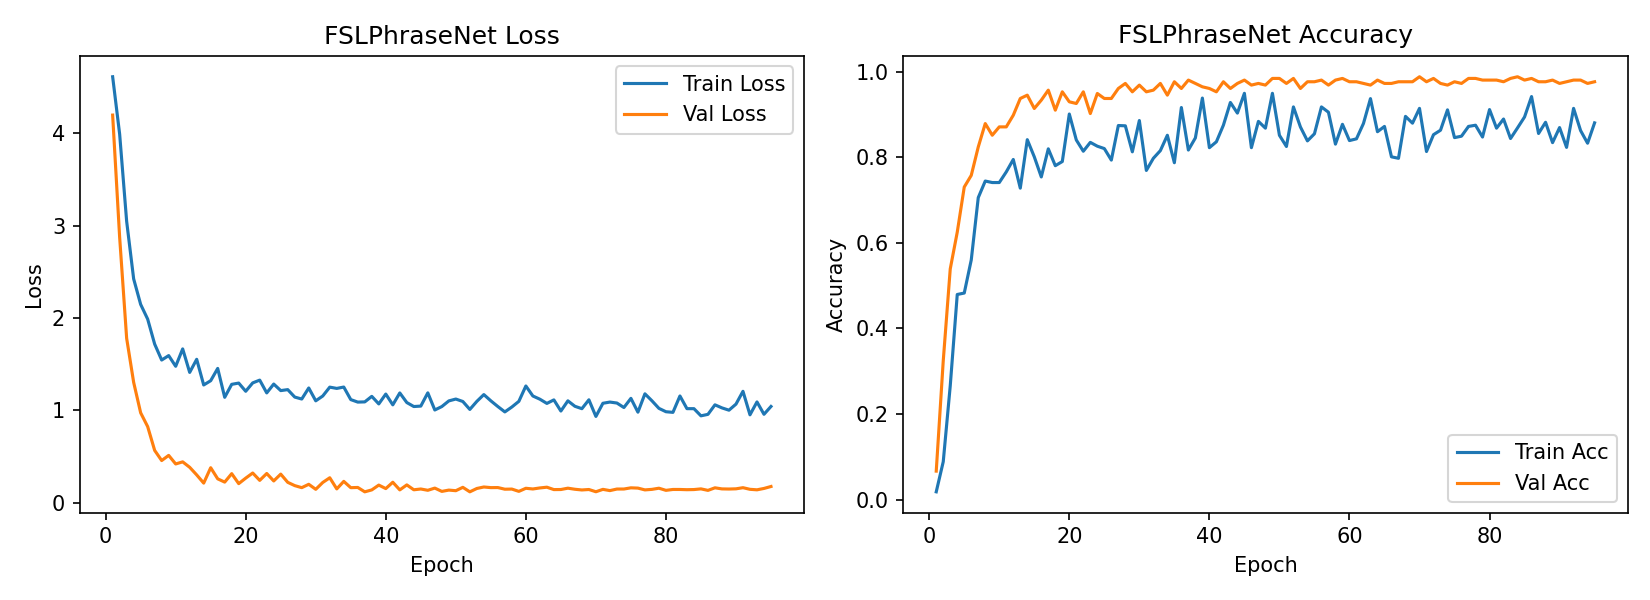 FSLPhraseNet Loss
Train Loss
Val Loss
4
3
2
1
0
Loss
0 20 40 60 80
Epoch
FSLPhraseNet Accuracy
1.0
0.8
0.6
0.4
0.2
0.0
Accuracy
Train Acc
Val Acc
0 20 40 60 80
Epoch